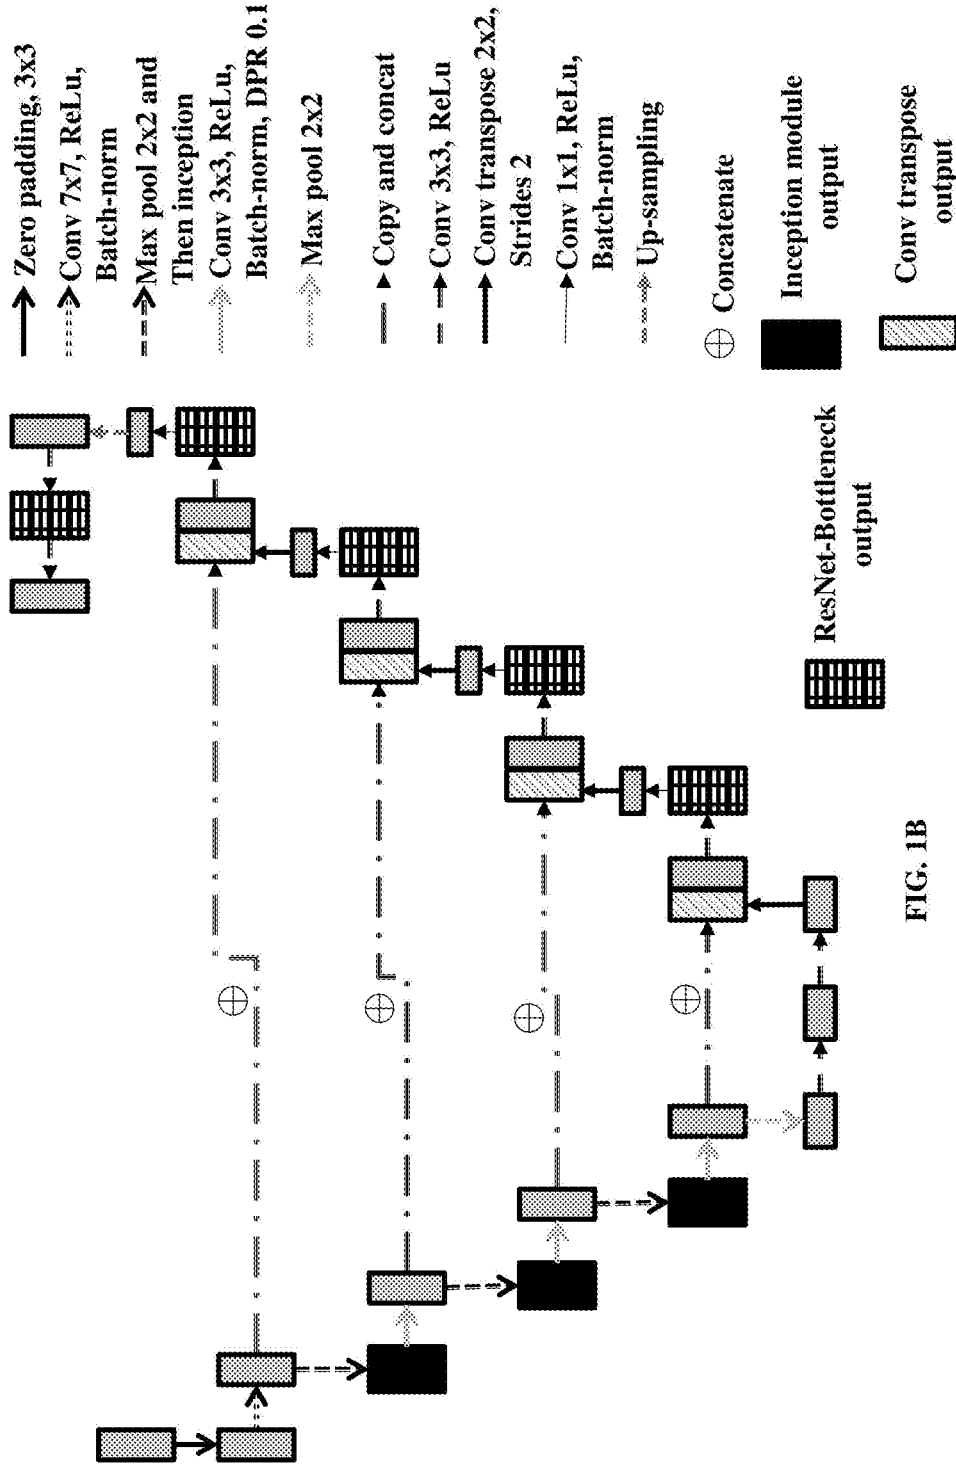 Zero padding, 3x3
Conv 7x7, ReLu,
Batch-norm
Max pool 2x2 and
Then inception
Conv 3x3, ReLu,
Batch-norm, DPR 0.1
Max pool 2x2
Copy and concat
Conv 3x3, ReLu
Conv transpose 2x2,
Strides 2
Conv 1x1, ReLu,
Batch-norm
Up-sampling
Concatenate
Inception module
output
Conv transpose
output
ResNet-Bottleneck
output
FIG. 1B